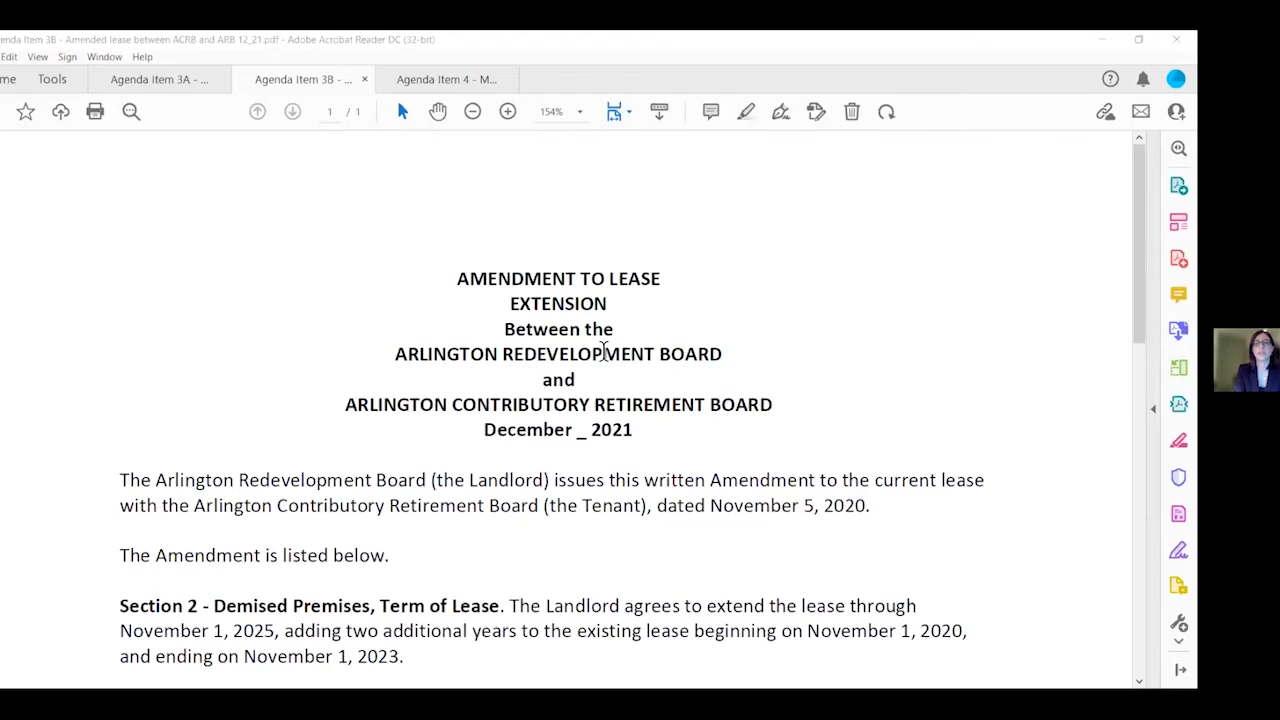 enda Item 3B - Amended lease between ACRB and ARB 12_21.pdf - Adobe Acrobat Reader DC (32-bit)
Edit View Sign Window Help
me Tools Agenda Item 3A - ... Agenda Item 3B - ... × Agenda Item 4 - M...
1 / 1 154%
AMENDMENT TO LEASE
EXTENSION
Between the
ARLINGTON REDEVELOPMENT BOARD
and
ARLINGTON CONTRIBUTORY RETIREMENT BOARD
December _ 2021
The Arlington Redevelopment Board (the Landlord) issues this written Amendment to the current lease
with the Arlington Contributory Retirement Board (the Tenant), dated November 5, 2020.
The Amendment is listed below.
Section 2 - Demised Premises, Term of Lease. The Landlord agrees to extend the lease through
November 1, 2025, adding two additional years to the existing lease beginning on November 1, 2020,
and ending on November 1, 2023.